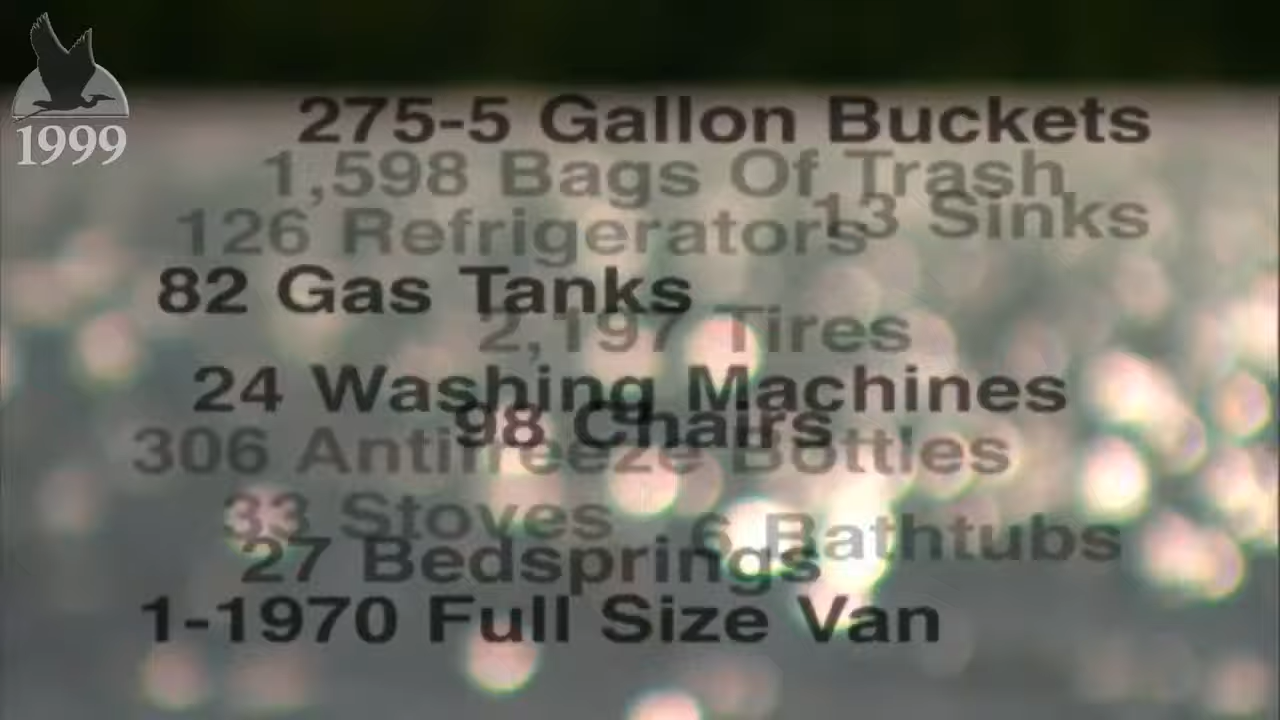 1999
275-5 Gallon Buckets
1,598 Bags Of Trash
13 Sinks
126 Refrigerators
82 Gas Tanks
2,197 Tires
24 Washing Machines
98 Chairs
306 Antifreeze Bottles
33 Stoves
6 Bathtubs
27 Bedsprings
1-1970 Full Size Van